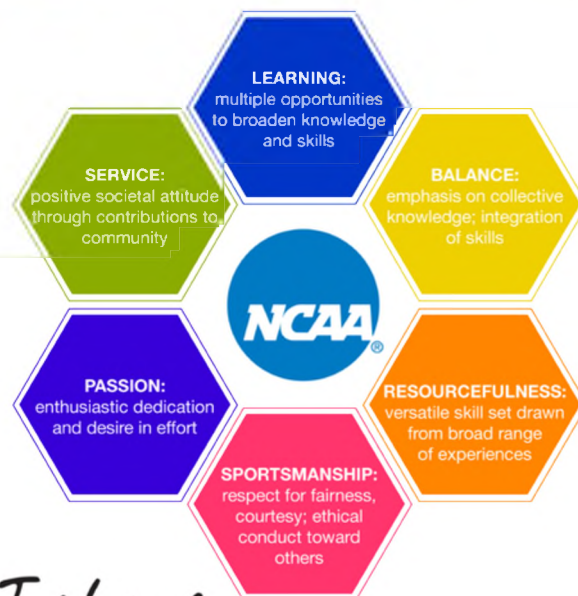 LEARNING:
multiple opportunities
to broaden knowledge
and skills
SERVICE:
positive societal attitude
through contributions to
community
BALANCE:
emphasis on collective
knowledge; integration
of skills
NCAA®
PASSION:
enthusiastic dedication
and desire in effort
RESOURCEFULNESS:
versatile skill set drawn
from broad range
of experiences
SPORTSMANSHIP:
respect for fairness,
courtesy; ethical
conduct toward
others